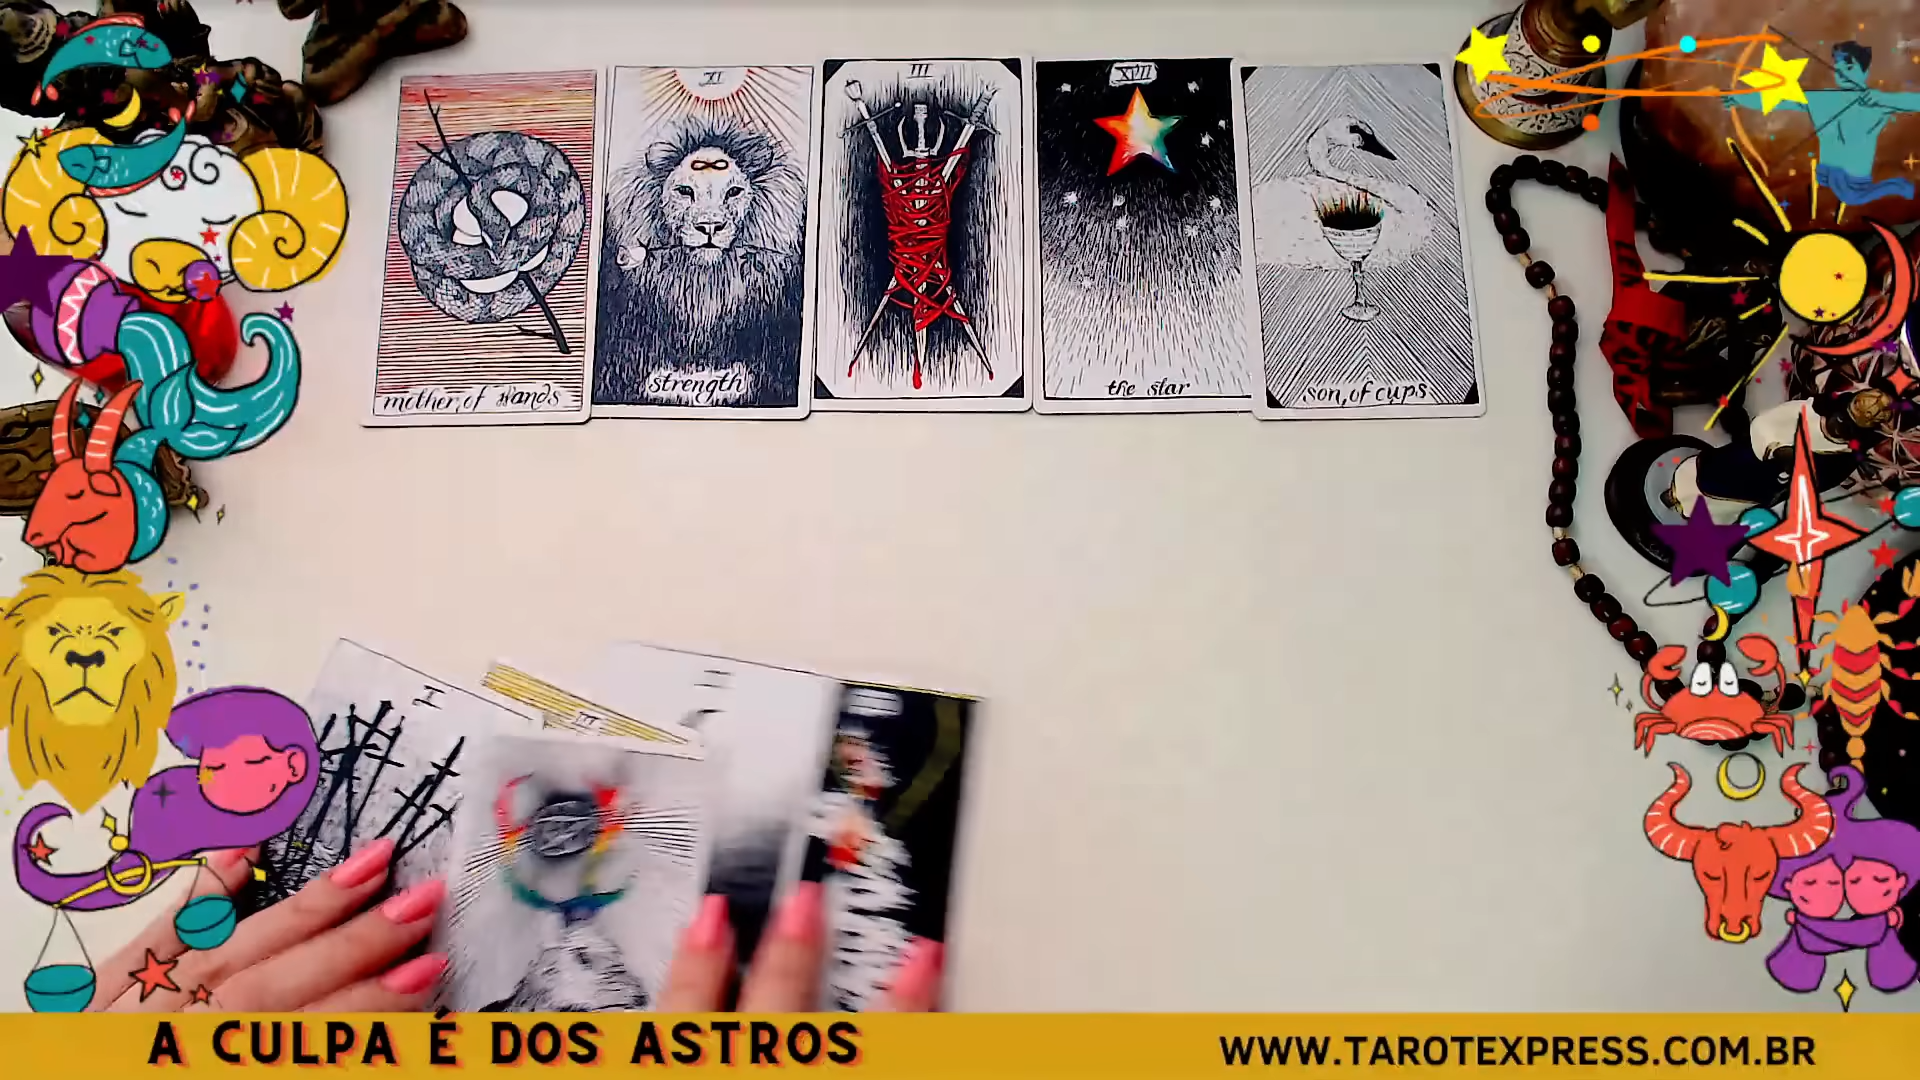 XI
III
XVII
mother of wands
strength
the star
son of cups
I
III
A CULPA É DOS ASTROS
WWW.TAROTEXPRESS.COM.BR